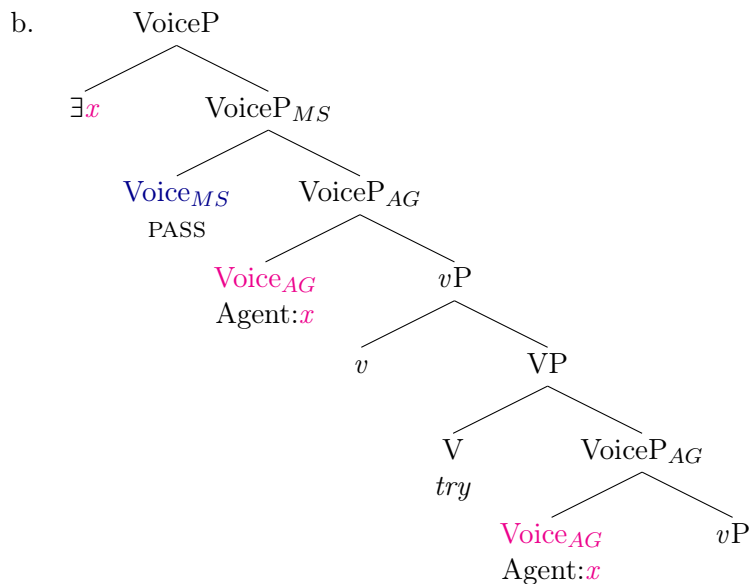 b.
VoiceP
∃x
VoiceP_MS
Voice_MS
PASS
VoiceP_AG
Voice_AG
Agent:x
vP
v
VP
V
try
VoiceP_AG
Voice_AG
Agent:x
vP